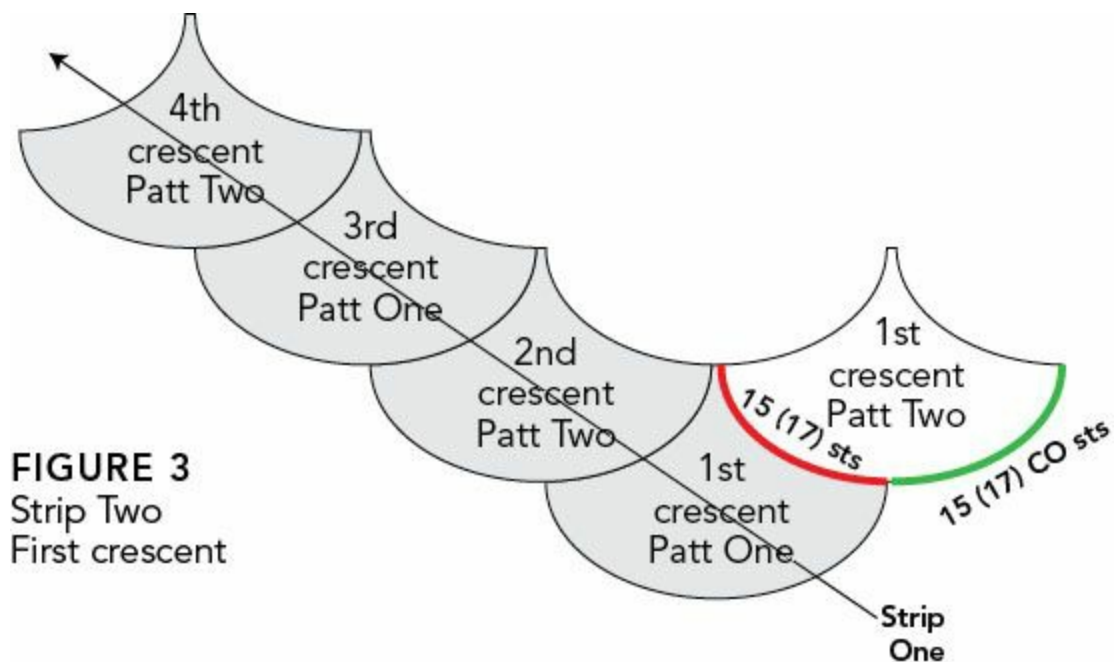 4th
crescent
Patt Two
3rd
crescent
Patt One
2nd
crescent
Patt Two
1st
crescent
Patt Two
15 (17) sts
15 (17) CO sts
1st
crescent
Patt One
FIGURE 3
Strip Two
First crescent
Strip
One